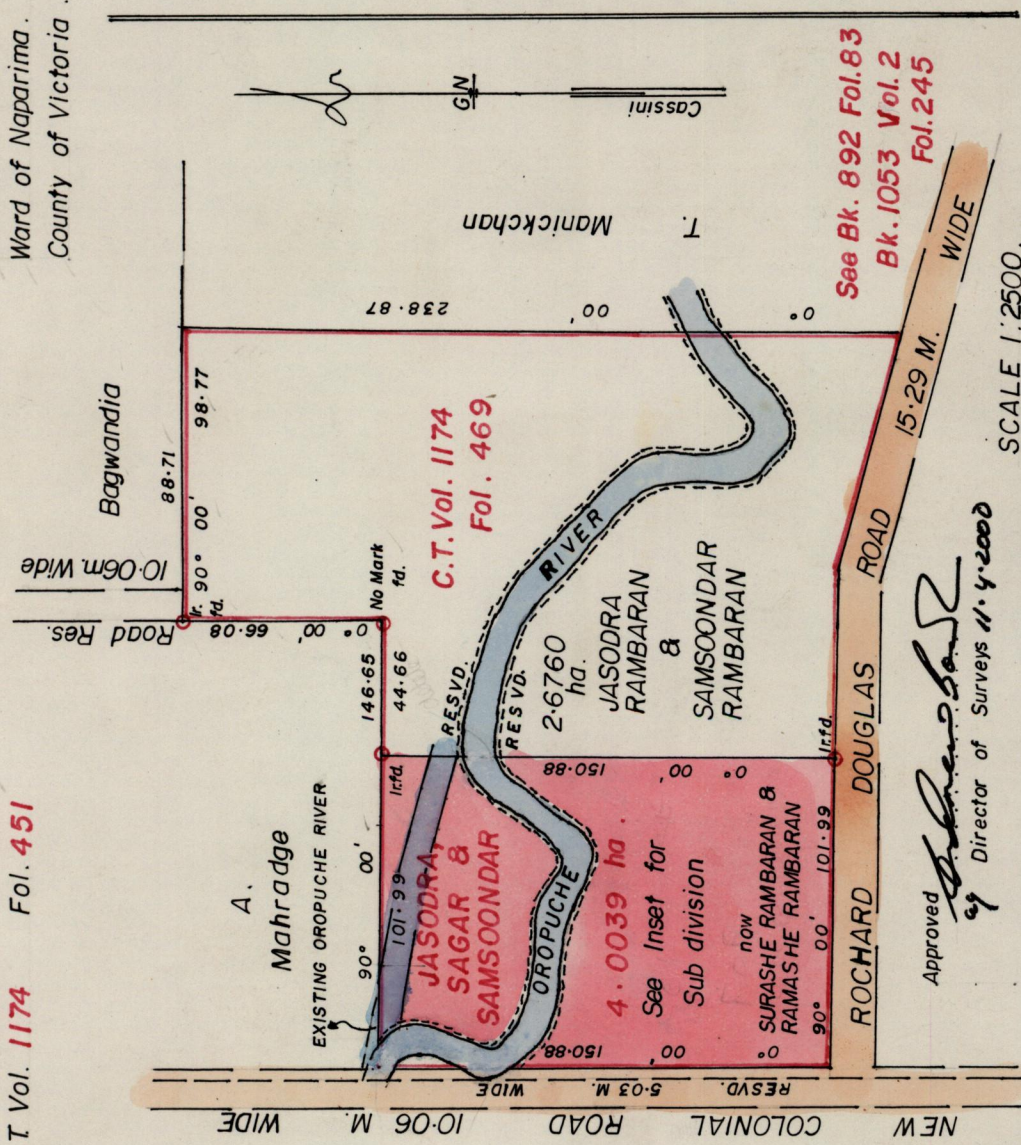 T Vol. 1174 Fol. 451
Ward of Naparima.
County of Victoria.
Bagwandia
Road Res. 10·06m. Wide
88·71
Ir. fd. 90° 00' 98·77
66·08 00' 0°
No Mark fd.
A.
Mahradge
EXISTING OROPUCHE RIVER
146·65
44·66
90° 00'
101·99
Ir.fd.
238·87 00' 0°
T. Manickchan
GN
Cassini
C.T. Vol. 1174
Fol. 469
See Bk. 892 Fol. 83
Bk. 1053 Vol. 2
Fol. 245
JASODRA,
SAGAR &
SAMSOONDAR
RESVD.
RESVD.
RIVER
OROPUCHE
2·6760
ha.
JASODRA
RAMBARAN
&
SAMSOONDAR
RAMBARAN
4·0039 ha.
See Inset for
Sub division
now
SURASHE RAMBARAN &
RAMASHE RAMBARAN
150·88 00' 0°
150·88 00' 0°
90° 00' 101·99
Ir.fd.
NEW COLONIAL ROAD 10·06 M. WIDE
RESVD. 5·03 M. WIDE
ROCHARD DOUGLAS ROAD 15·29 M. WIDE
Approved
ag Director of Surveys 11·4·2000
SCALE 1:2500.